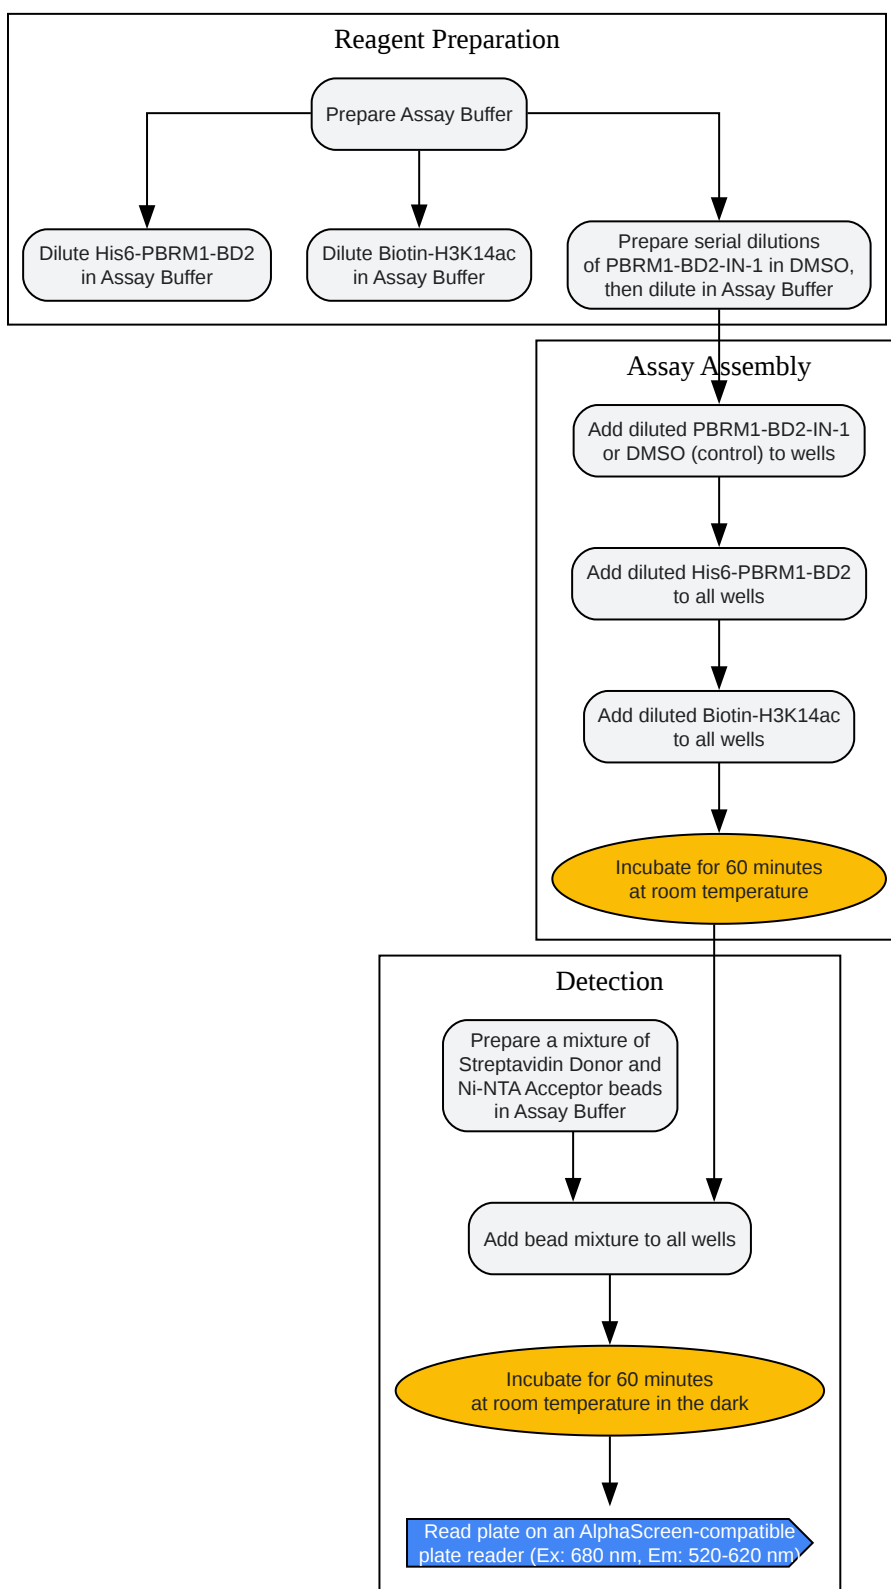 Reagent Preparation
Prepare Assay Buffer
Dilute His6-PBRM1-BD2
in Assay Buffer
Dilute Biotin-H3K14ac
in Assay Buffer
Prepare serial dilutions
of PBRM1-BD2-IN-1 in DMSO,
then dilute in Assay Buffer
Assay Assembly
Add diluted PBRM1-BD2-IN-1
or DMSO (control) to wells
Add diluted His6-PBRM1-BD2
to all wells
Add diluted Biotin-H3K14ac
to all wells
Incubate for 60 minutes
at room temperature
Detection
Prepare a mixture of
Streptavidin Donor and
Ni-NTA Acceptor beads
in Assay Buffer
Add bead mixture to all wells
Incubate for 60 minutes
at room temperature in the dark
Read plate on an AlphaScreen-compatible
plate reader (Ex: 680 nm, Em: 520-620 nm)